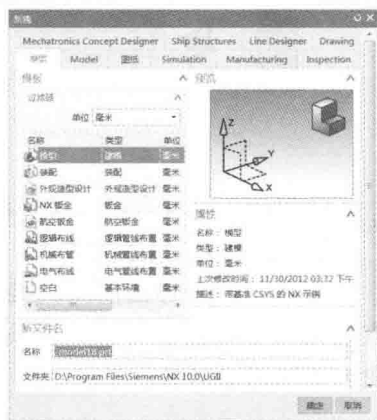 新建
Mechatronics Concept Designer Ship Structures Line Designer Drawing
模型 Model 图纸 Simulation Manufacturing Inspection
模板
预览
过滤器
单位 毫米
名称 类型 单位
模型 建模 毫米
装配 装配 毫米
外观造型设计 外观造型设计 毫米
NX 钣金 钣金 毫米
航空钣金 航空钣金 毫米
逻辑布线 逻辑管线布置 毫米
机械布管 机械管线布置 毫米
电气布线 电气管线布置 毫米
空白 基本环境 毫米
Z
Y
X
属性
名称：模型
类型：建模
单位：毫米
上次修改时间：11/30/2012 03:12 下午
描述：带基准 CSYS 的 NX 示例
新文件名
名称 model18.prt
文件夹 D:\Program Files\Siemens\NX 10.0\UGII
确定 取消